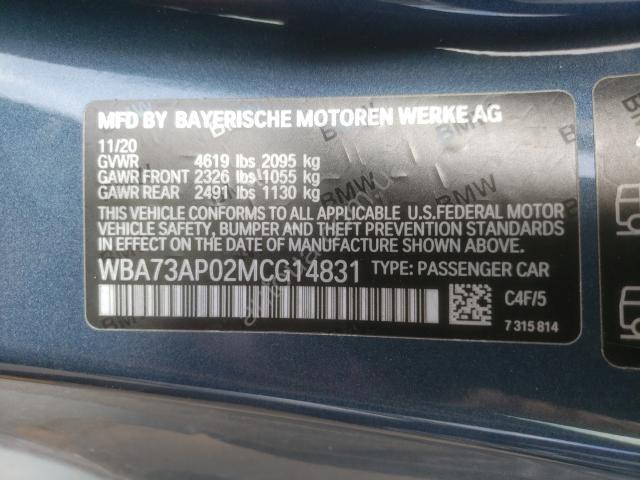 MFD BY BAYERISCHE MOTOREN WERKE AG
11/20
GVWR 4619 lbs 2095 kg
GAWR FRONT 2326 lbs 1055 kg
GAWR REAR 2491 lbs 1130 kg
THIS VEHICLE CONFORMS TO ALL APPLICABLE U.S.FEDERAL MOTOR
VEHICLE SAFETY, BUMPER, AND THEFT PREVENTION STANDARDS
IN EFFECT ON THE DATE OF MANUFACTURE SHOWN ABOVE.
WBA73AP02MCG14831 TYPE: PASSENGER CAR
C4F/5
7 315 814
BMW
BMW